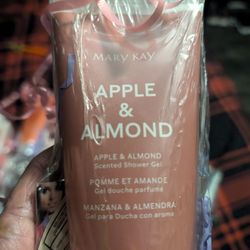 MARY KAY
APPLE
&
ALMOND
APPLE & ALMOND
Scented Shower Gel
POMME ET AMANDE
Gel douche parfumé
MANZANA & ALMENDRA
Gel para Ducha con aroma